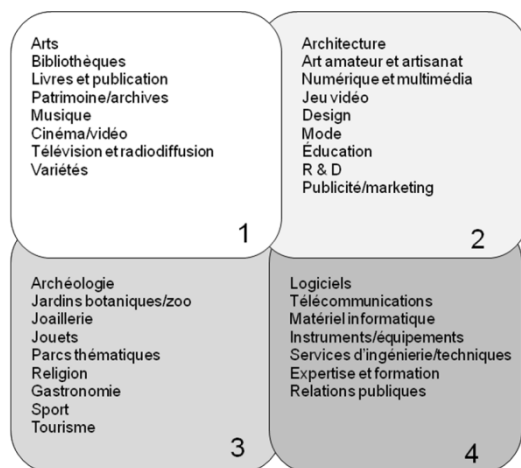 Arts
Bibliothèques
Livres et publication
Patrimoine/archives
Musique
Cinéma/vidéo
Télévision et radiodiffusion
Variétés
1
Architecture
Art amateur et artisanat
Numérique et multimédia
Jeu vidéo
Design
Mode
Éducation
R & D
Publicité/marketing
2
Archéologie
Jardins botaniques/zoo
Joaillerie
Jouets
Parcs thématiques
Religion
Gastronomie
Sport
Tourisme
3
Logiciels
Télécommunications
Matériel informatique
Instruments/équipements
Services d'ingénierie/techniques
Expertise et formation
Relations publiques
4